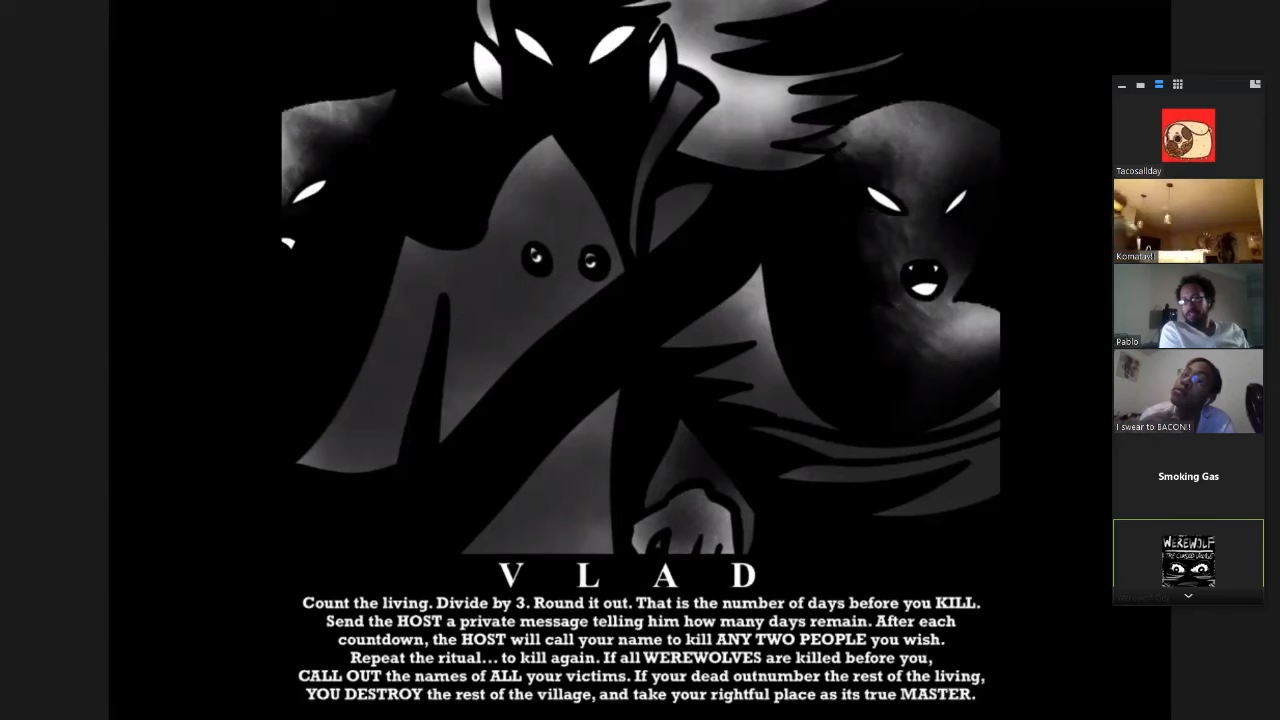 V L A D
Count the living. Divide by 3. Round it out. That is the number of days before you KILL.
Send the HOST a private message telling him how many days remain. After each
countdown, the HOST will call your name to kill ANY TWO PEOPLE you wish.
Repeat the ritual... to kill again. If all WEREWOLVES are killed before you,
CALL OUT the names of ALL your victims. If your dead outnumber the rest of the living,
YOU DESTROY the rest of the village, and take your rightful place as its true MASTER.
Tacosallday
Pablo
I swear to BACON!!
Smoking Gas
WEREWOLF